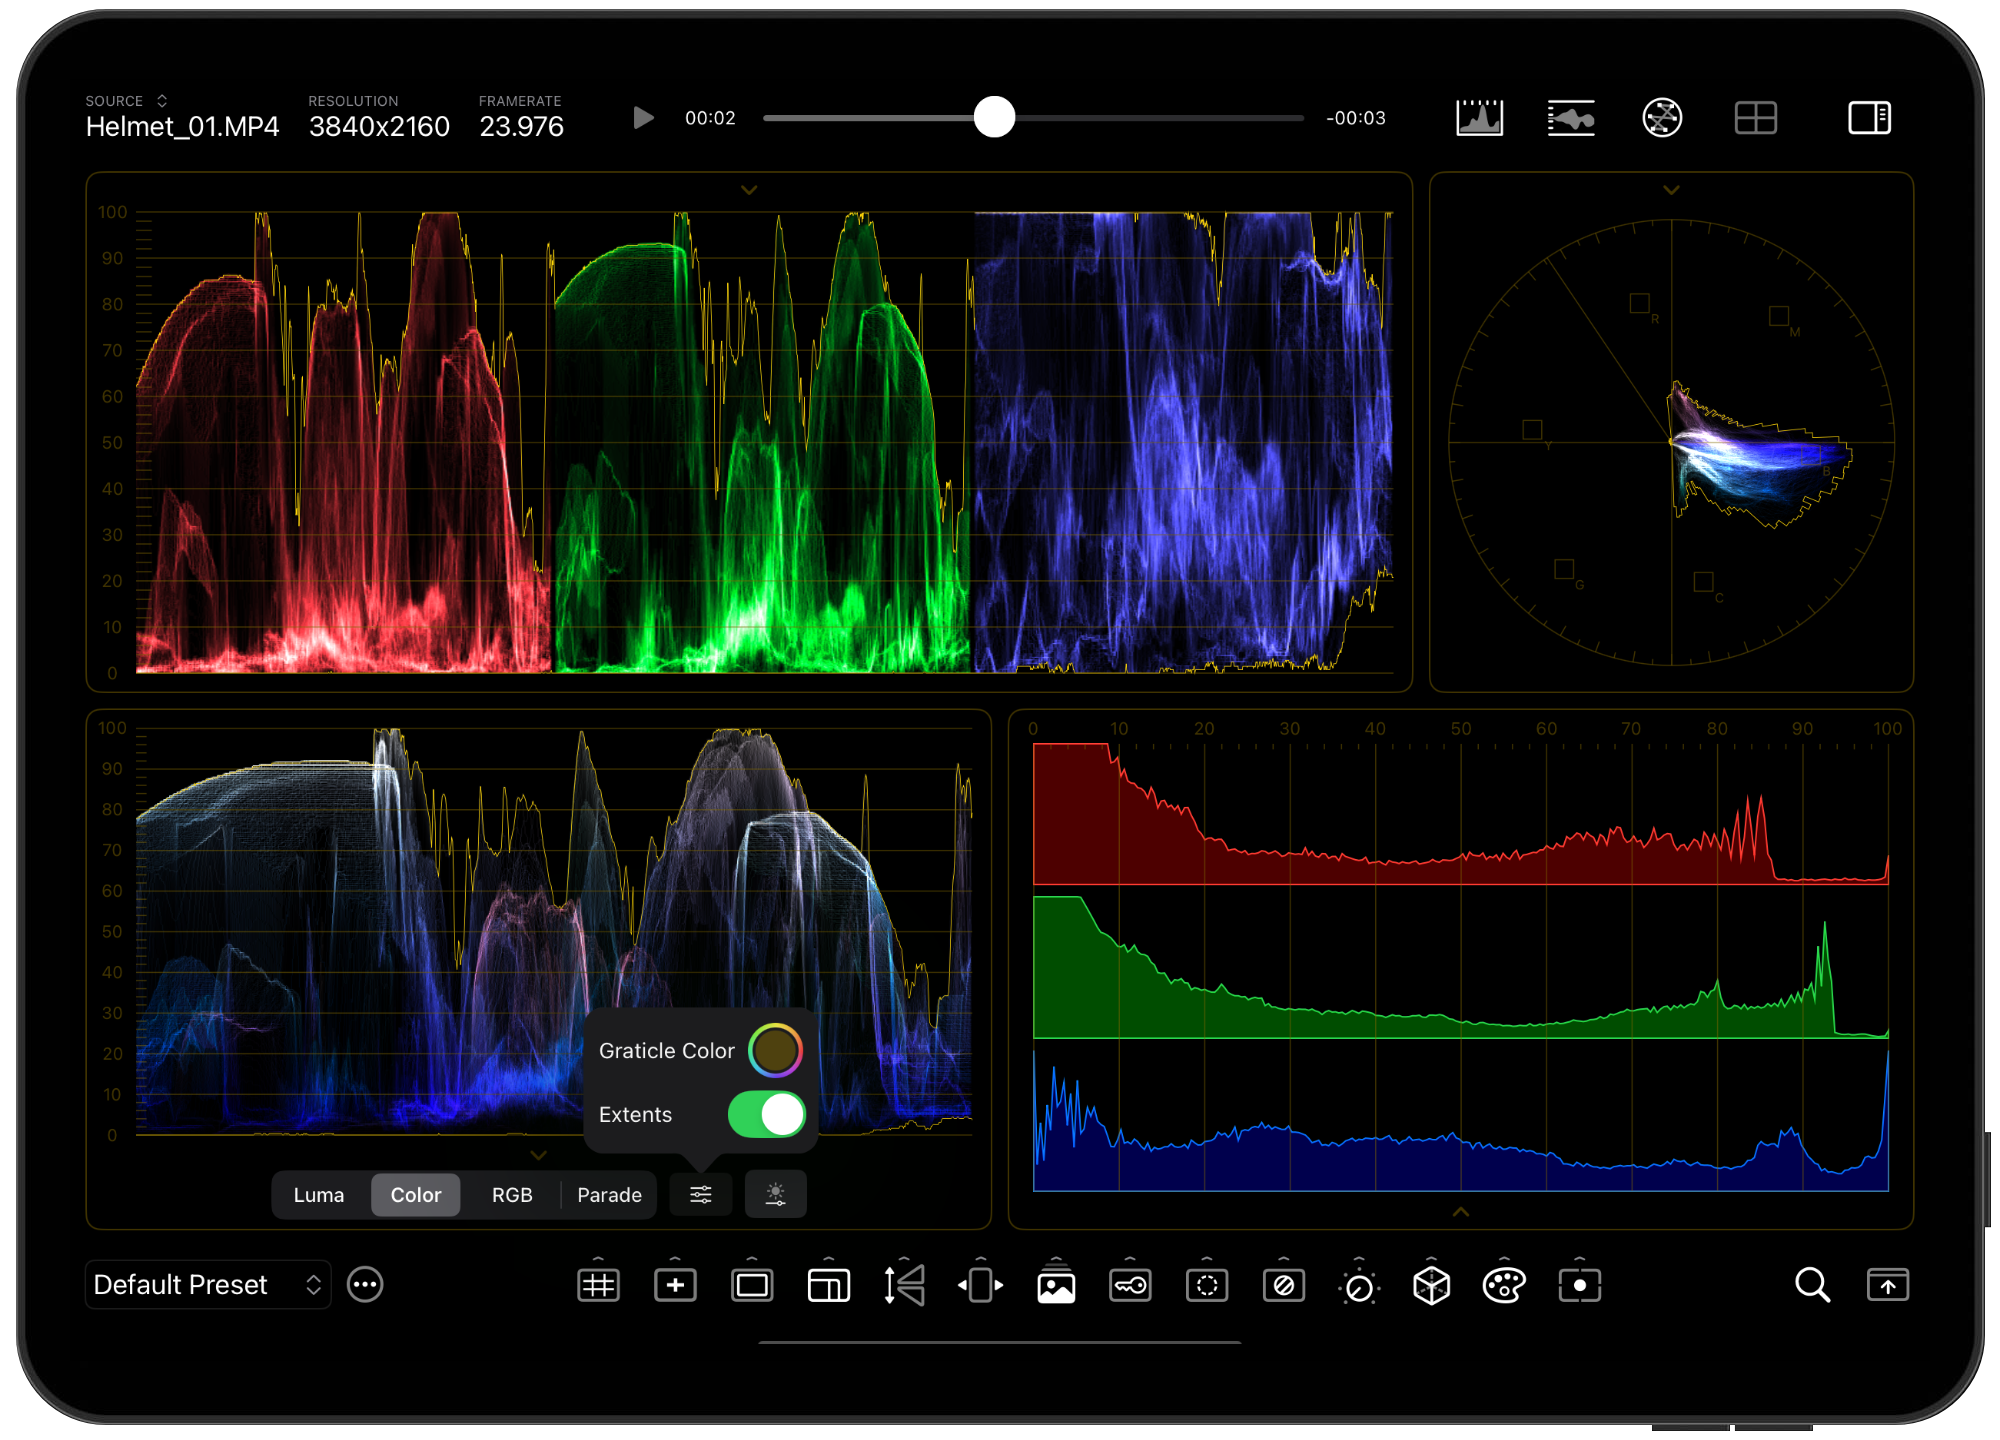 SOURCE RESOLUTION FRAMERATE
Helmet_01.MP4 3840x2160 23.976
00:02 -00:03
100
90
80
70
60
50
40
30
20
10
0
R
M
Y
B
G
C
100
90
80
70
60
50
40
30
20
10
0
0 10 20 30 40 50 60 70 80 90 100
Graticle Color
Extents
Luma Color RGB Parade
Default Preset